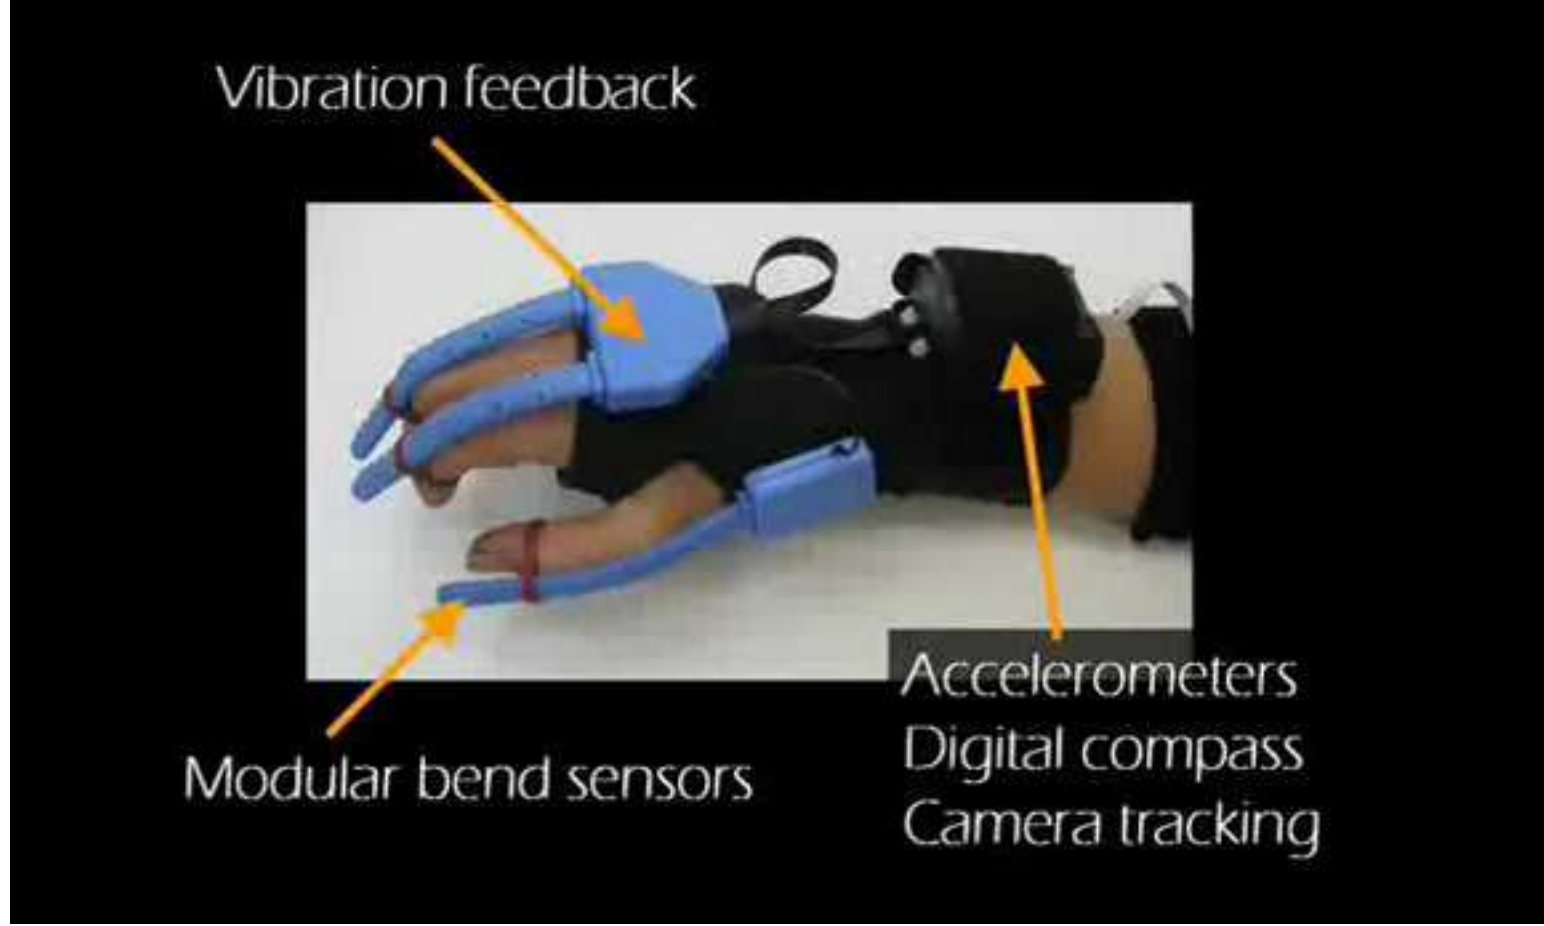 Vibration feedback
Modular bend sensors
Accelerometers
Digital compass
Camera tracking